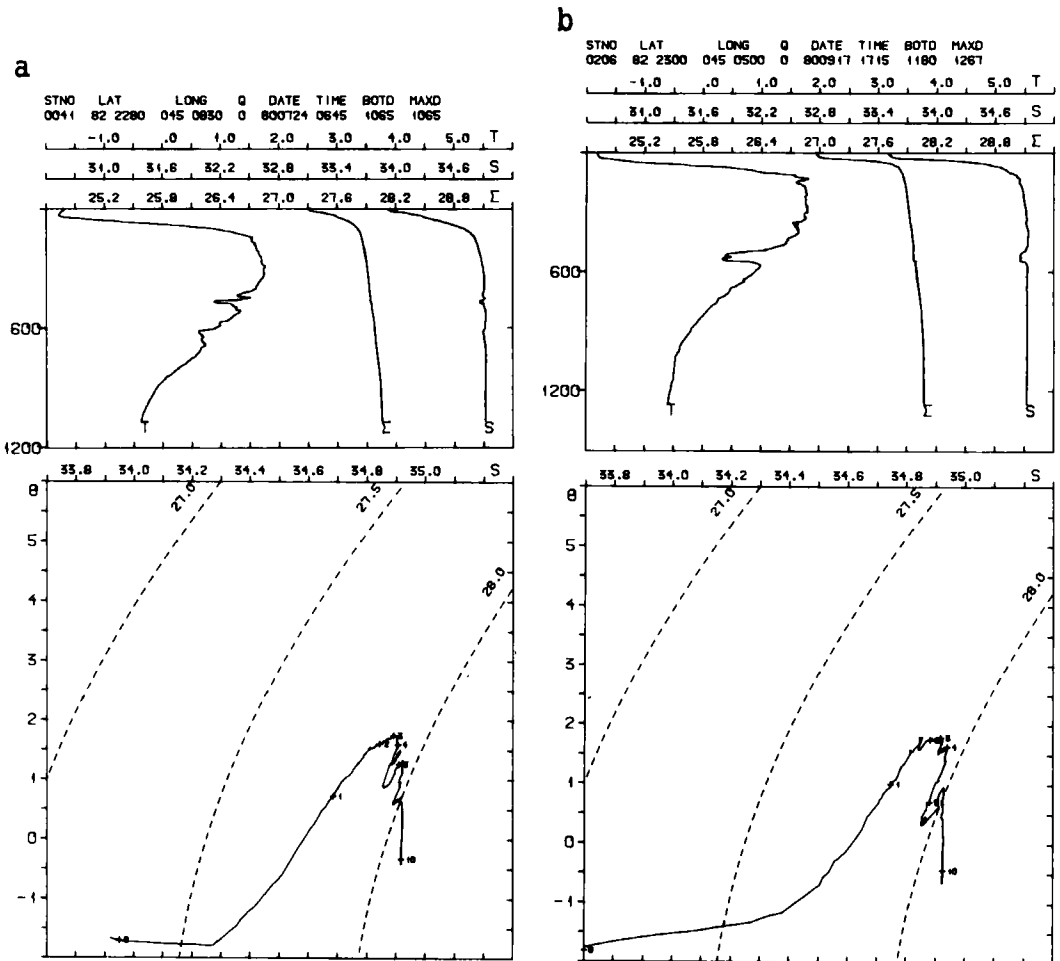 a
STNO LAT LONG Q DATE TIME BOTD MAXD
0041 82 2280 045 0830 0 800724 0645 1065 1065
-1.0 .0 1.0 2.0 3.0 4.0 5.0 T
31.0 31.6 32.2 32.8 33.4 34.0 34.6 S
25.2 25.8 26.4 27.0 27.6 28.2 28.8 Σ
600
1200
T Σ S
33.8 34.0 34.2 34.4 34.6 34.8 35.0 S
θ
27.0
27.5
28.0
5
4
3
2
1
0
-1
b
STNO LAT LONG Q DATE TIME BOTD MAXD
0206 82 2300 045 0500 0 800917 1715 1180 1267
-1.0 .0 1.0 2.0 3.0 4.0 5.0 T
31.0 31.6 32.2 32.8 33.4 34.0 34.6 S
25.2 25.8 26.4 27.0 27.6 28.2 28.8 Σ
600
1200
T Σ S
33.8 34.0 34.2 34.4 34.6 34.8 35.0 S
θ
27.0
27.5
28.0
5
4
3
2
1
0
-1